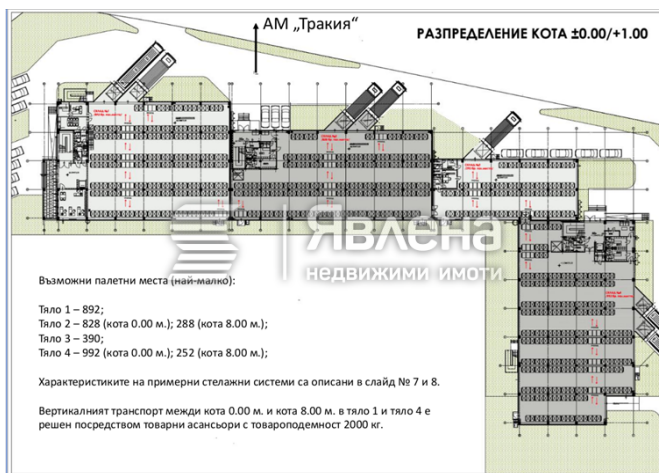 АМ „Тракия“
РАЗПРЕДЕЛЕНИЕ КОТА ±0.00/+1.00
Явлена
недвижими имоти
Възможни палетни места (най-малко):
Тяло 1 – 892;
Тяло 2 – 828 (кота 0.00 м.); 288 (кота 8.00 м.);
Тяло 3 – 390;
Тяло 4 – 992 (кота 0.00 м.); 252 (кота 8.00 м.);
Характеристиките на примерни стелажни системи са описани в слайд № 7 и 8.
Вертикалният транспорт между кота 0.00 м. и кота 8.00 м. в тяло 1 и тяло 4 е
решен посредством товарни асансьори с товароподемност 2000 кг.